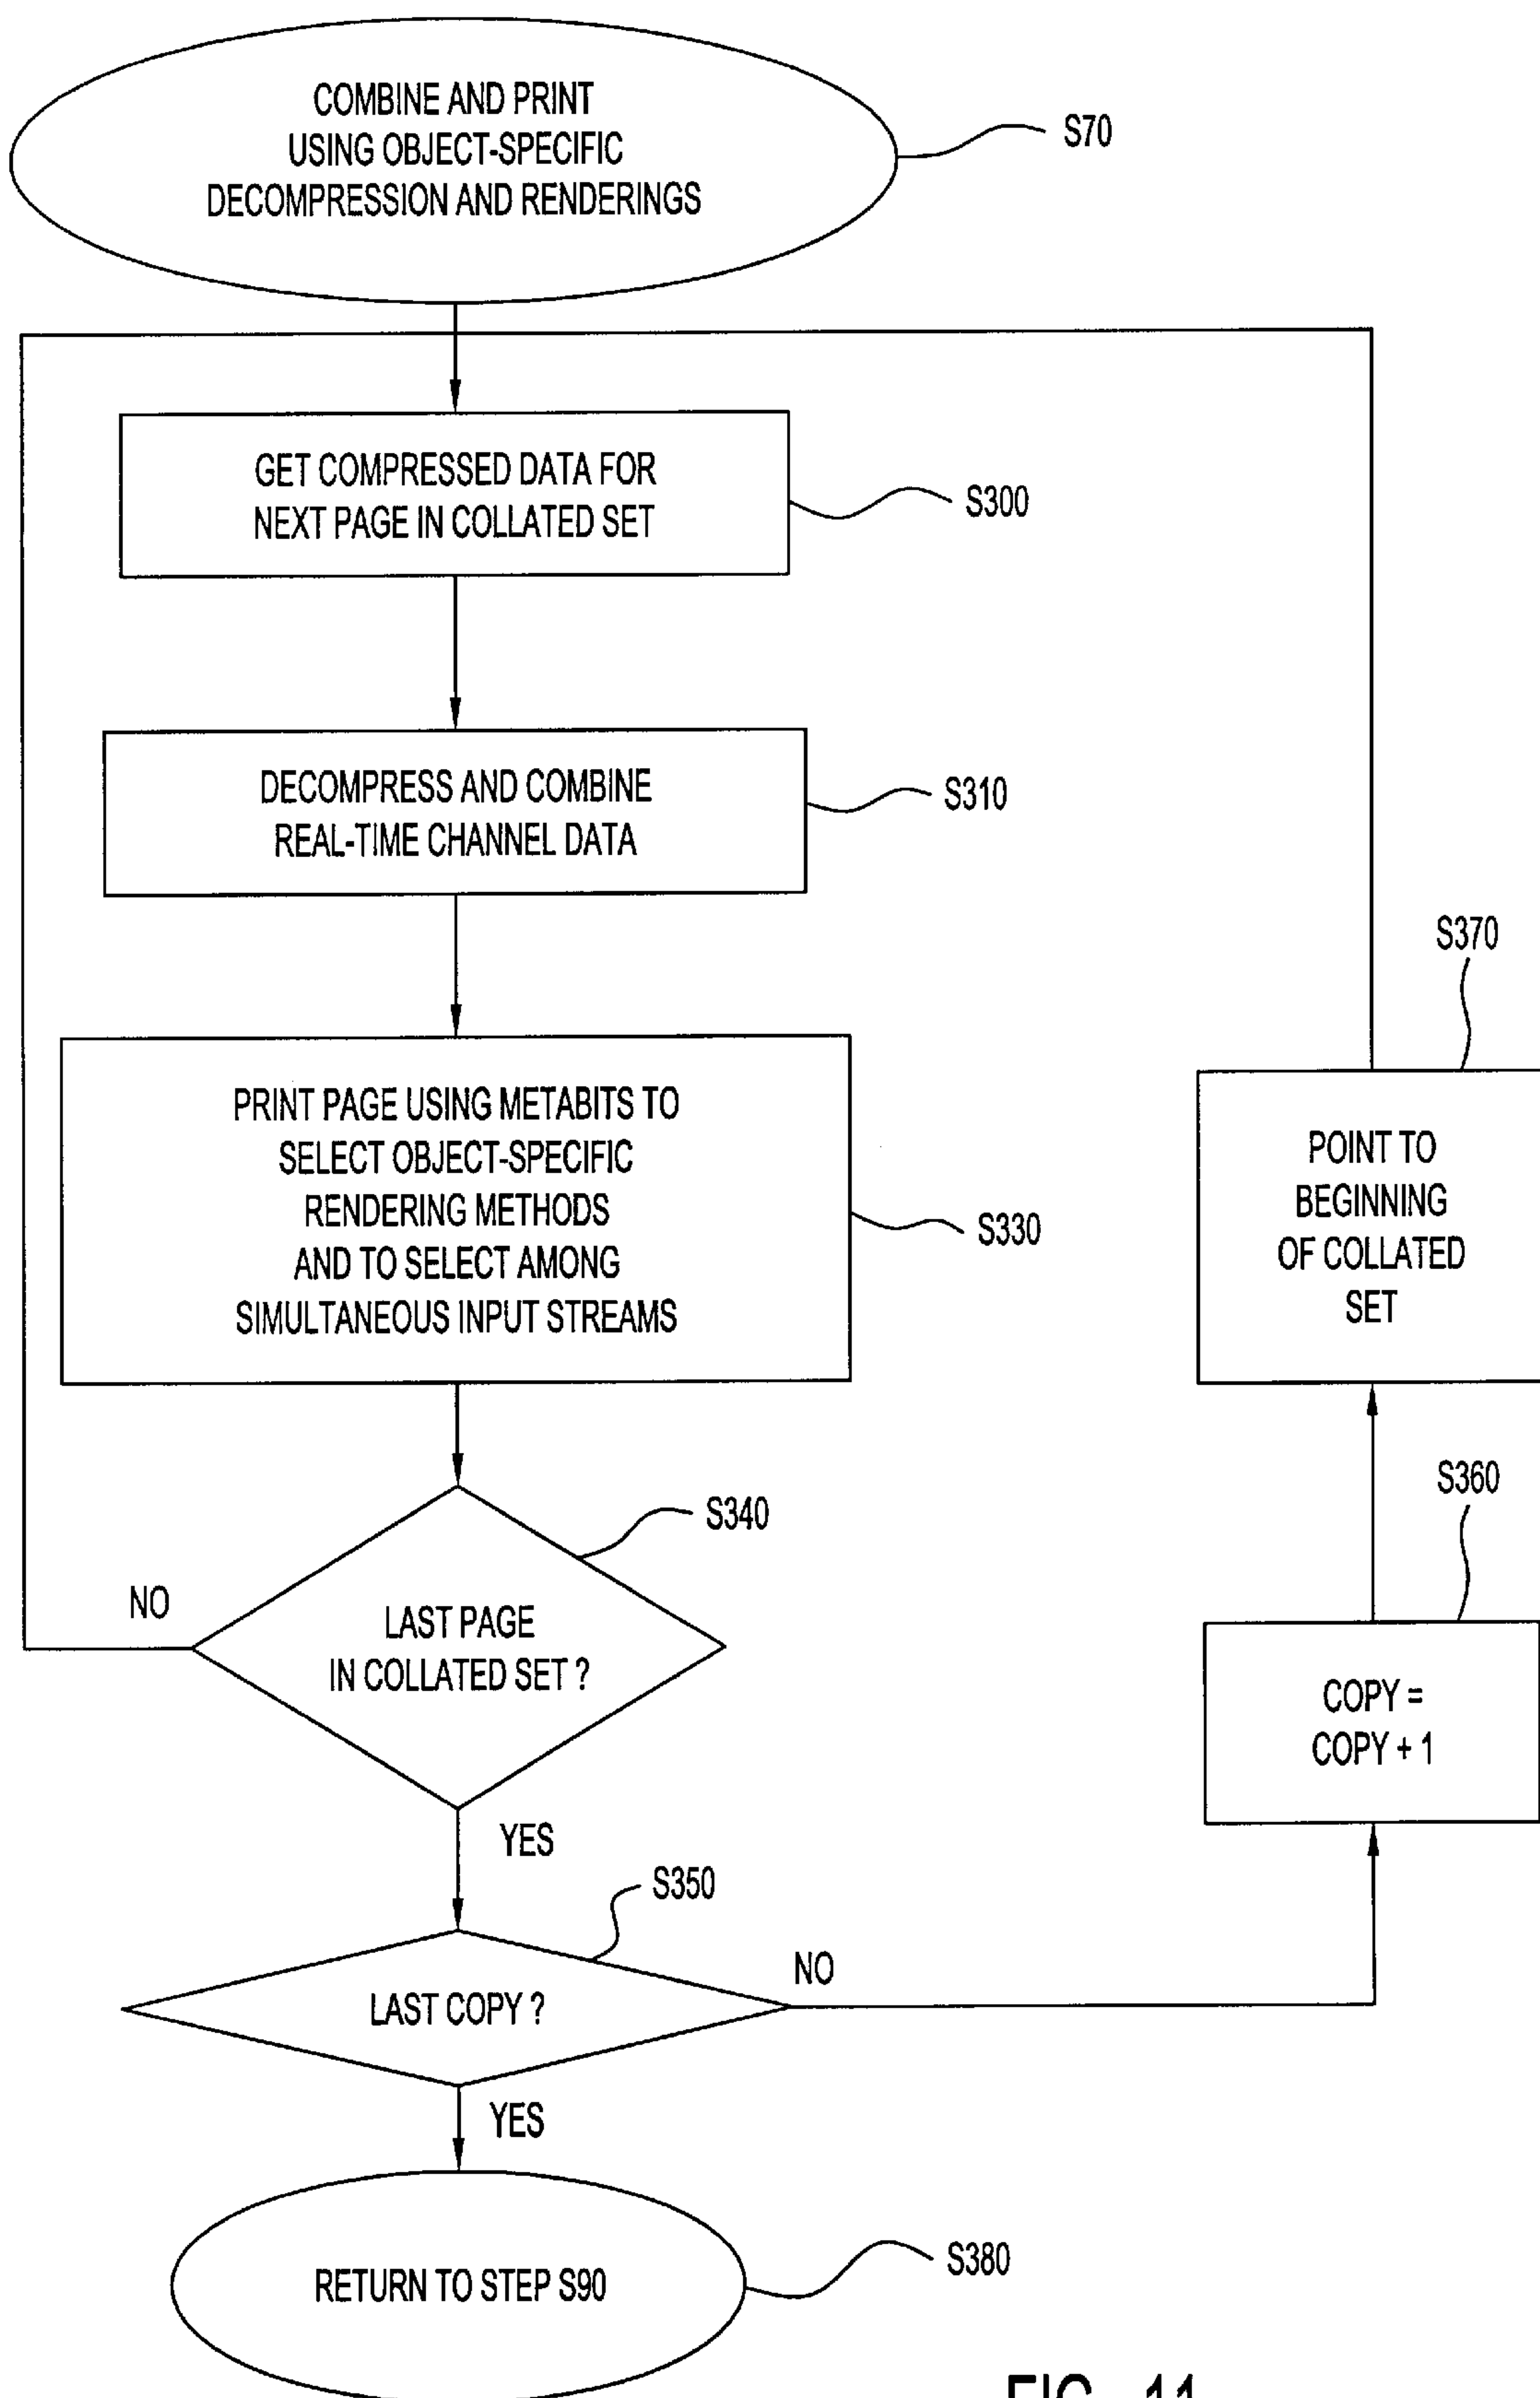 COMBINE AND PRINT
USING OBJECT-SPECIFIC
DECOMPRESSION AND RENDERINGS
S70
GET COMPRESSED DATA FOR
NEXT PAGE IN COLLATED SET
S300
DECOMPRESS AND COMBINE
REAL-TIME CHANNEL DATA
S310
PRINT PAGE USING METABITS TO
SELECT OBJECT-SPECIFIC
RENDERING METHODS
AND TO SELECT AMONG
SIMULTANEOUS INPUT STREAMS
S330
S370
POINT TO
BEGINNING
OF COLLATED
SET
S340
NO
LAST PAGE
IN COLLATED SET ?
YES
S360
COPY =
COPY + 1
S350
LAST COPY ?
NO
YES
RETURN TO STEP S90
S380
FIG. 11